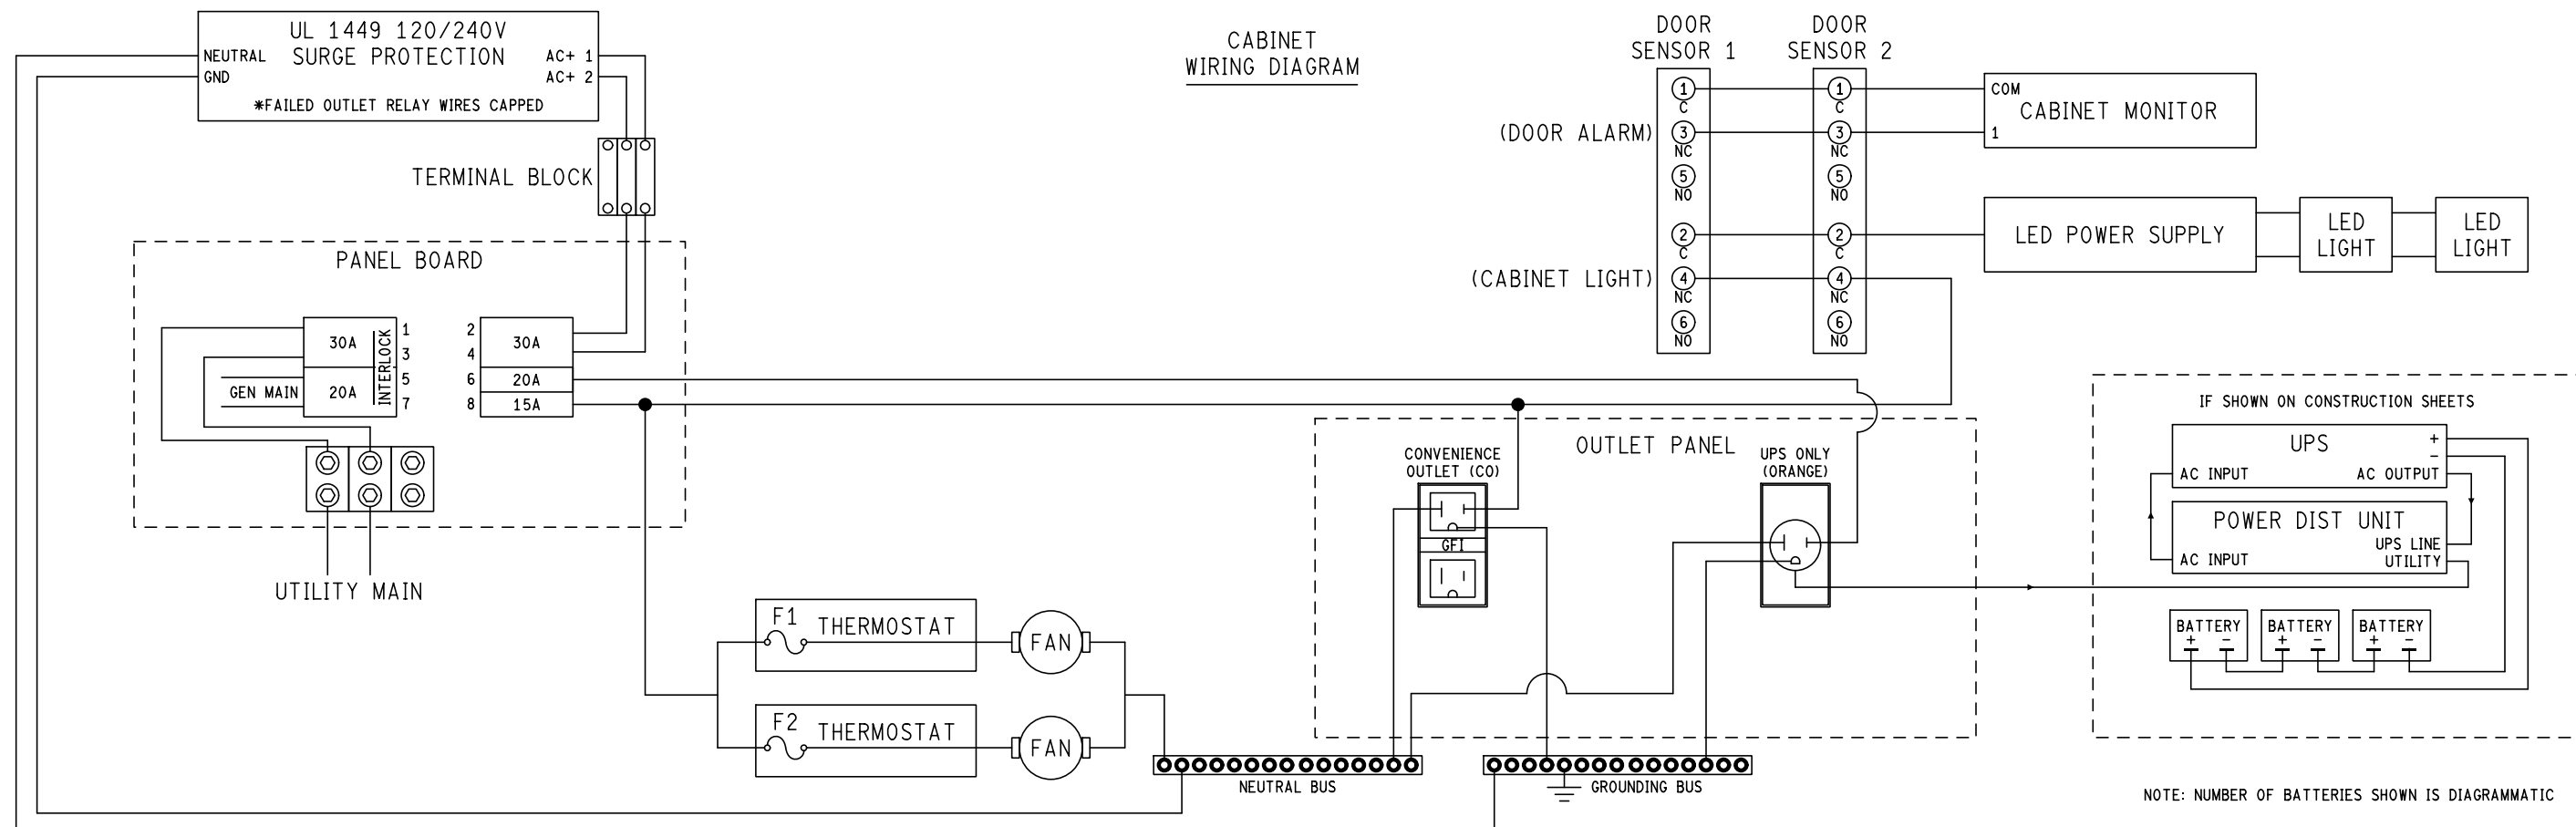 UL 1449 120/240V
SURGE PROTECTION
NEUTRAL
GND
AC+ 1
AC+ 2
*FAILED OUTLET RELAY WIRES CAPPED
TERMINAL BLOCK
CABINET
WIRING DIAGRAM
DOOR
SENSOR 1
DOOR
SENSOR 2
1
C
3
NC
5
NO
2
C
4
NC
6
NO
1
C
3
NC
5
NO
2
C
4
NC
6
NO
(DOOR ALARM)
(CABINET LIGHT)
COM
CABINET MONITOR
1
LED POWER SUPPLY
LED
LIGHT
LED
LIGHT
PANEL BOARD
30A
20A
INTERLOCK
1
3
5
7
GEN MAIN
2
4
6
8
30A
20A
15A
UTILITY MAIN
F1
THERMOSTAT
FAN
F2
THERMOSTAT
FAN
OUTLET PANEL
CONVENIENCE
OUTLET (CO)
GFI
UPS ONLY
(ORANGE)
NEUTRAL BUS
GROUNDING BUS
IF SHOWN ON CONSTRUCTION SHEETS
UPS
+
-
AC INPUT
AC OUTPUT
POWER DIST UNIT
UPS LINE
AC INPUT
UTILITY
BATTERY
+ -
BATTERY
+ -
BATTERY
+ -
NOTE: NUMBER OF BATTERIES SHOWN IS DIAGRAMMATIC